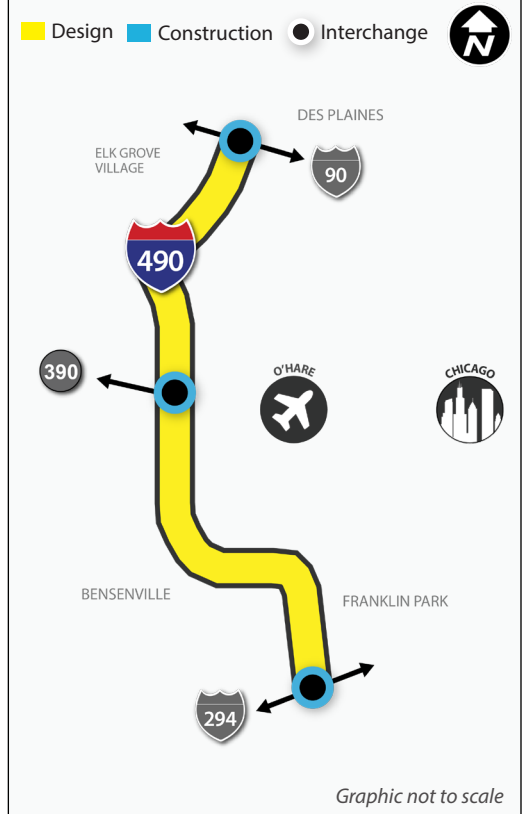 Design Construction Interchange N
DES PLAINES
ELK GROVE
VILLAGE
90
490
390
O'HARE
CHICAGO
BENSENVILLE
FRANKLIN PARK
294
Graphic not to scale